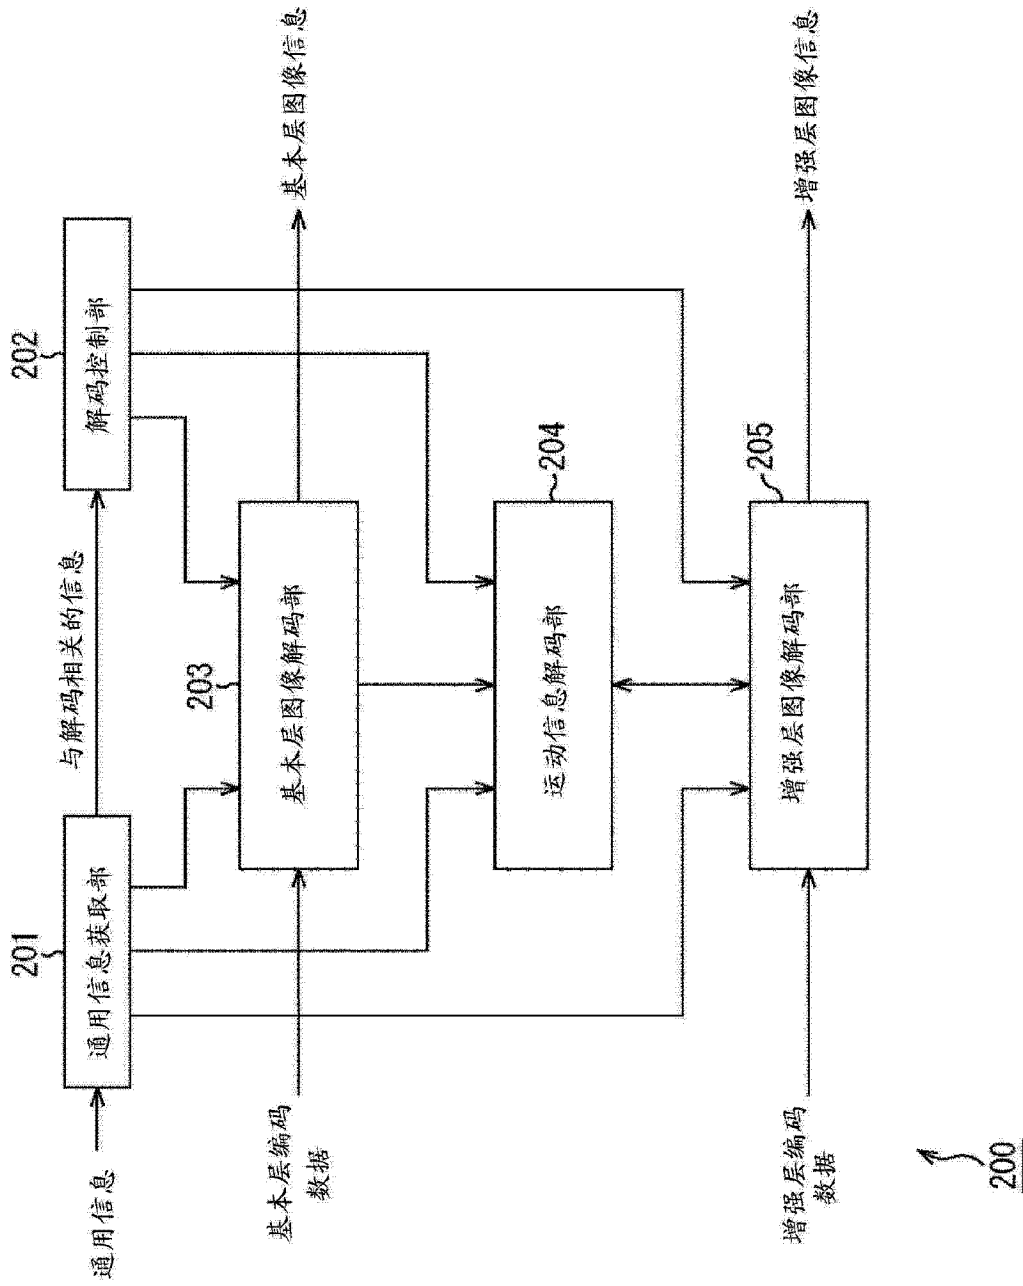 201
202
通用信息
通用信息获取部
与解码相关的信息
解码控制部
203
基本层编码
数据
基本层图像解码部
基本层图像信息
204
运动信息解码部
205
增强层编码
数据
增强层图像解码部
增强层图像信息
200